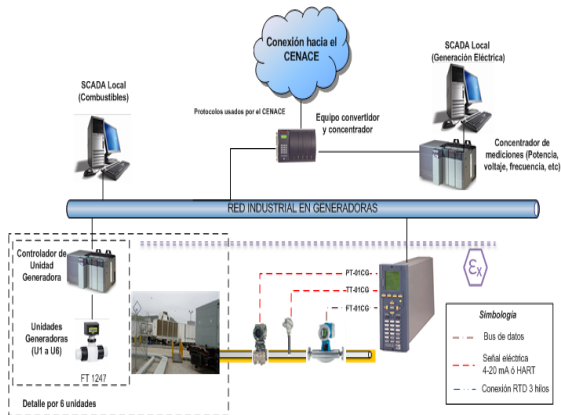 Conexión hacia el
CENACE
SCADA Local
(Generación Eléctrica)
SCADA Local
(Combustibles)
Protocolos usados por el CENACE
Equipo convertidor
y concentrador
Concentrador de
mediciones (Potencia,
voltaje, frecuencia, etc)
RED INDUSTRIAL EN GENERADORAS
Controlador de
Unidad
Generadora
Unidades
Generadoras
(U1 a U6)
FT 1247
Detalle por 6 unidades
PT-01CG
TT-01CG
FT-01CG
εx
Simbología
Bus de datos
Señal eléctrica
4-20 mA ó HART
Conexión RTD 3 hilos